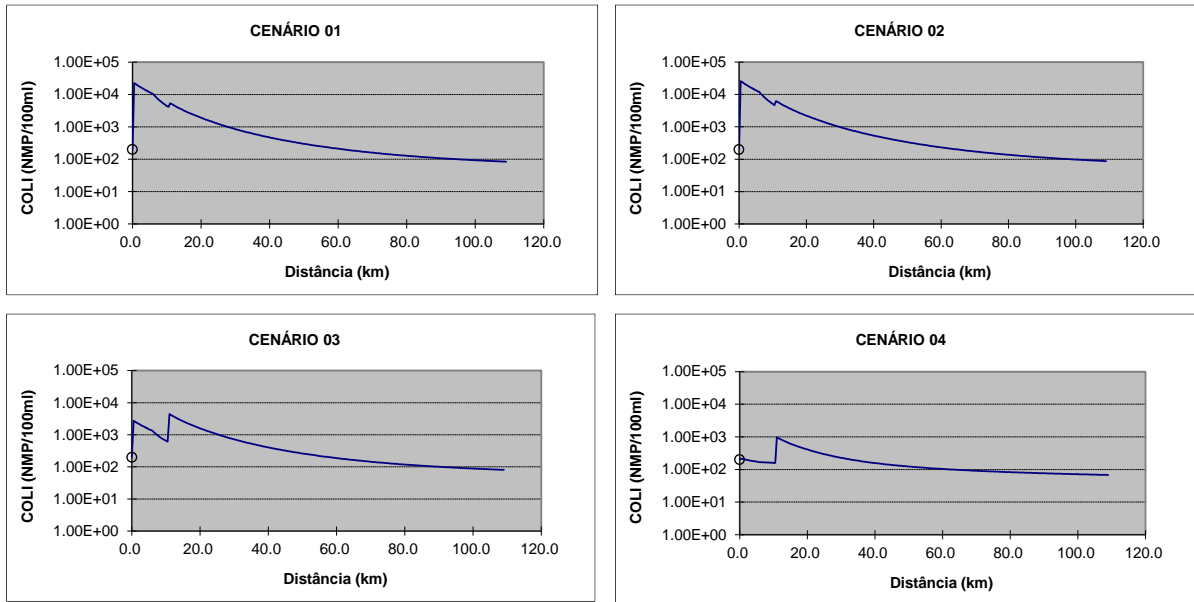 CENÁRIO 01
COLI (NMP/100ml)
1.00E+05
1.00E+04
1.00E+03
1.00E+02
1.00E+01
1.00E+00
0.0 20.0 40.0 60.0 80.0 100.0 120.0
Distância (km)
CENÁRIO 02
COLI (NMP/100ml)
1.00E+05
1.00E+04
1.00E+03
1.00E+02
1.00E+01
1.00E+00
0.0 20.0 40.0 60.0 80.0 100.0 120.0
Distância (km)
CENÁRIO 03
COLI (NMP/100ml)
1.00E+05
1.00E+04
1.00E+03
1.00E+02
1.00E+01
1.00E+00
0.0 20.0 40.0 60.0 80.0 100.0 120.0
Distância (km)
CENÁRIO 04
COLI (NMP/100ml)
1.00E+05
1.00E+04
1.00E+03
1.00E+02
1.00E+01
1.00E+00
0.0 20.0 40.0 60.0 80.0 100.0 120.0
Distância (km)